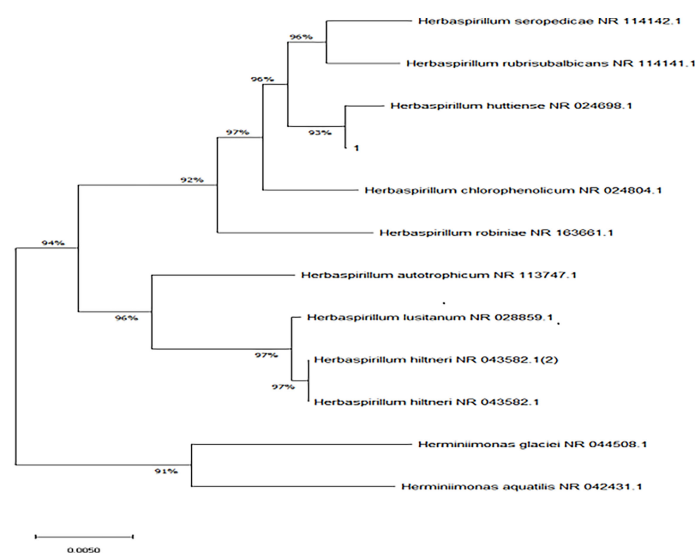 Herbaspirillum seropedicae NR 114142.1
96%
Herbaspirillum rubrisubalbicans NR 114141.1
96%
Herbaspirillum huttiense NR 024698.1
97%
93%
1
92%
Herbaspirillum chlorophenolicum NR 024804.1
Herbaspirillum robiniae NR 163661.1
94%
Herbaspirillum autotrophicum NR 113747.1
96%
Herbaspirillum lusitanum NR 028859.1
97%
Herbaspirillum hiltneri NR 043582.1(2)
97%
Herbaspirillum hiltneri NR 043582.1
Herminiimonas glaciei NR 044508.1
91%
Herminiimonas aquatilis NR 042431.1
0.0050